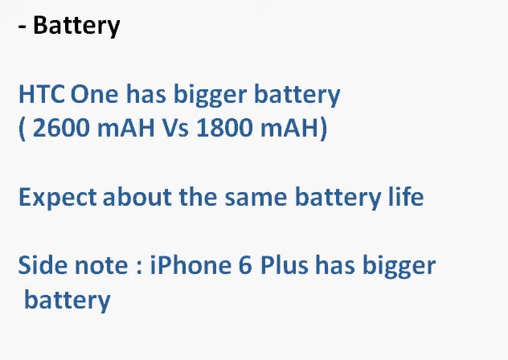 - Battery
HTC One has bigger battery
( 2600 mAH Vs 1800 mAH)
Expect about the same battery life
Side note : iPhone 6 Plus has bigger
battery